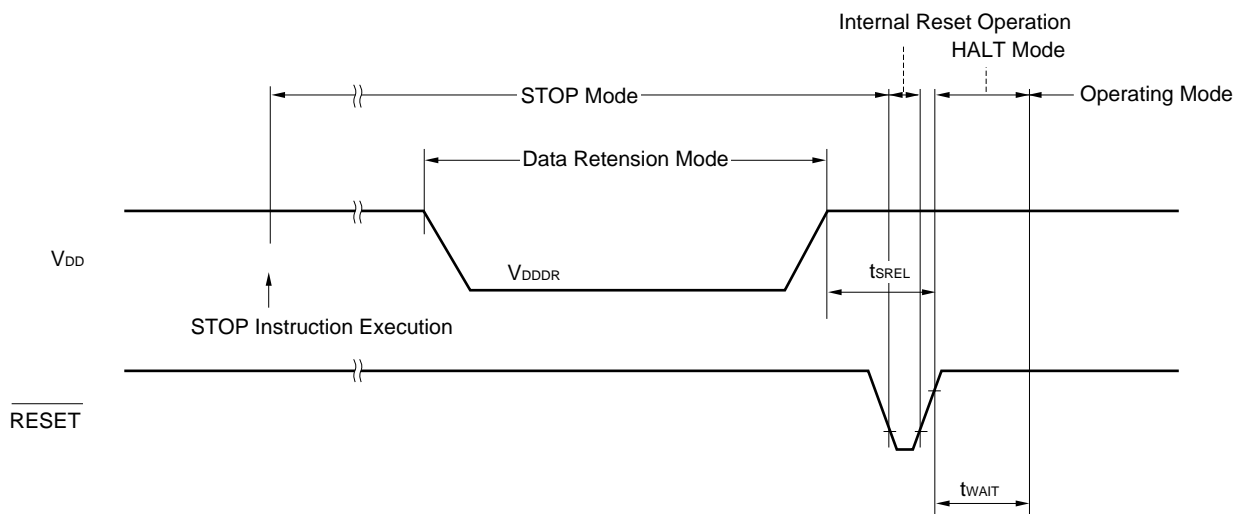 Internal Reset Operation
HALT Mode
STOP Mode
Operating Mode
Data Retension Mode
VDD
VDDDR
tSREL
STOP Instruction Execution
RESET
tWAIT